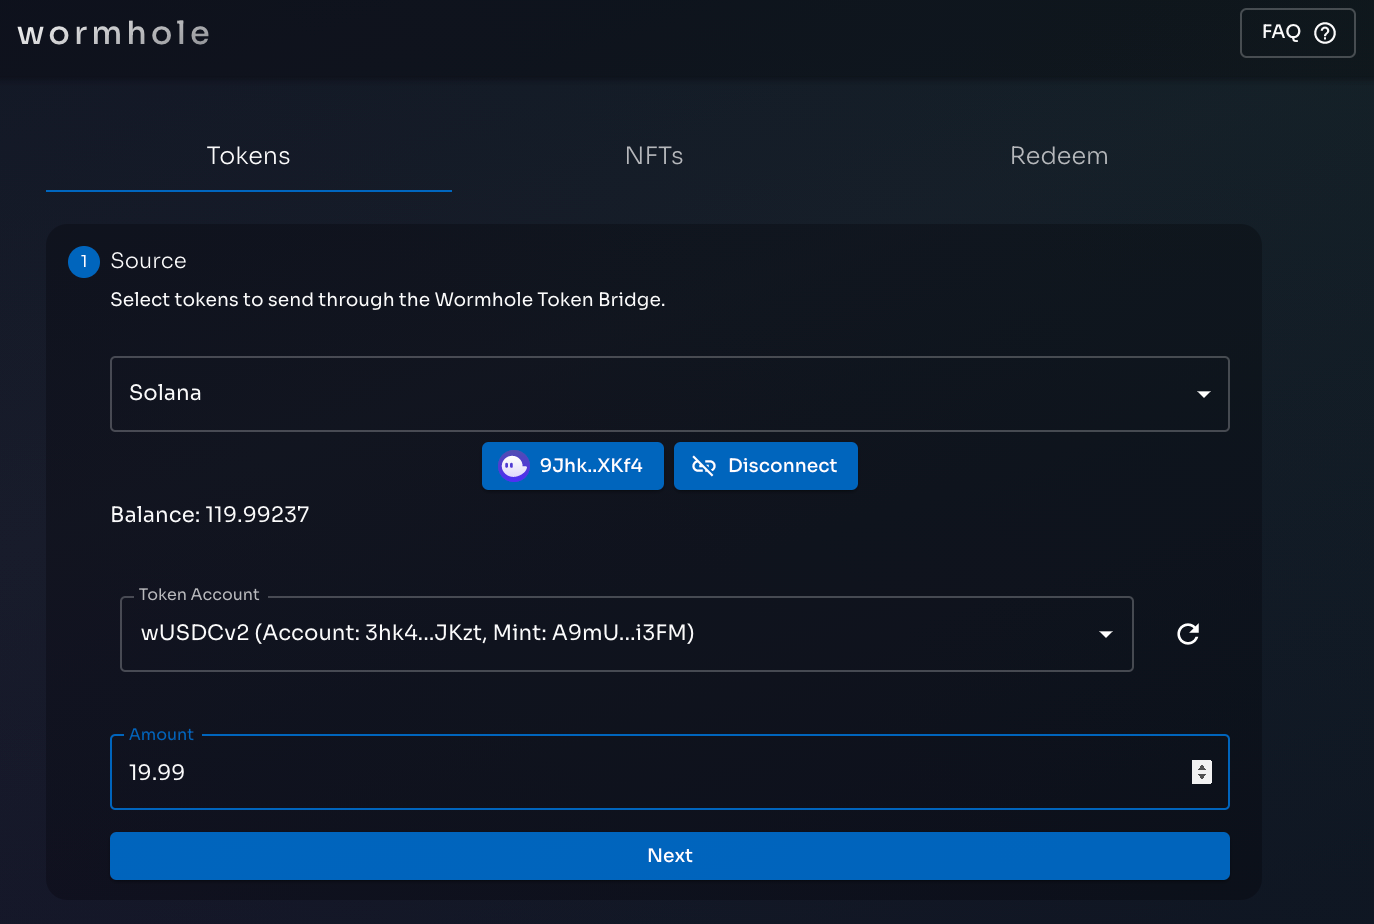 wormhole
FAQ
Tokens
NFTs
Redeem
1
Source
Select tokens to send through the Wormhole Token Bridge.
Solana
9Jhk..XKf4
Disconnect
Balance: 119.99237
Token Account
wUSDCv2 (Account: 3hk4...JKzt, Mint: A9mU...i3FM)
Amount
19.99
Next